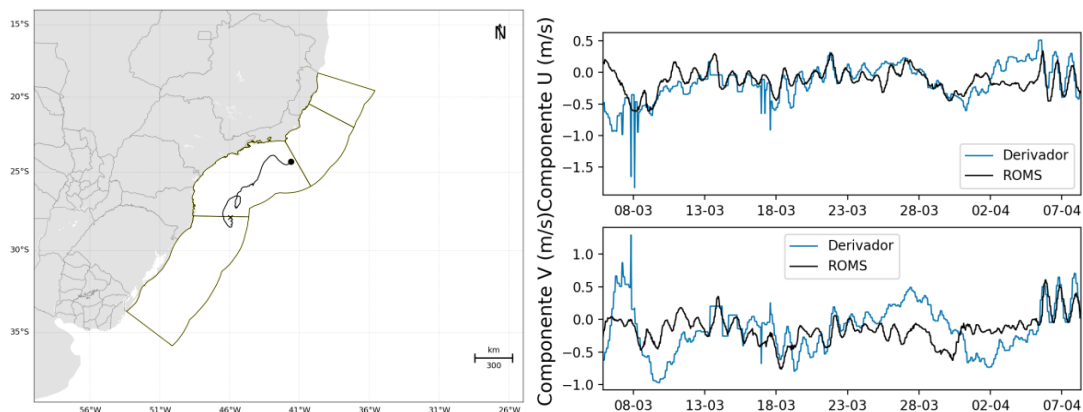 15°S
20°S
25°S
30°S
35°S
N
km
300
56°W 51°W 46°W 41°W 36°W 31°W 26°W
Componente U (m/s)
0.5
0.0
-0.5
-1.0
-1.5
Derivador
ROMS
08-03 13-03 18-03 23-03 28-03 02-04 07-04
Componente V (m/s)
1.0
0.5
0.0
-0.5
-1.0
Derivador
ROMS
08-03 13-03 18-03 23-03 28-03 02-04 07-04